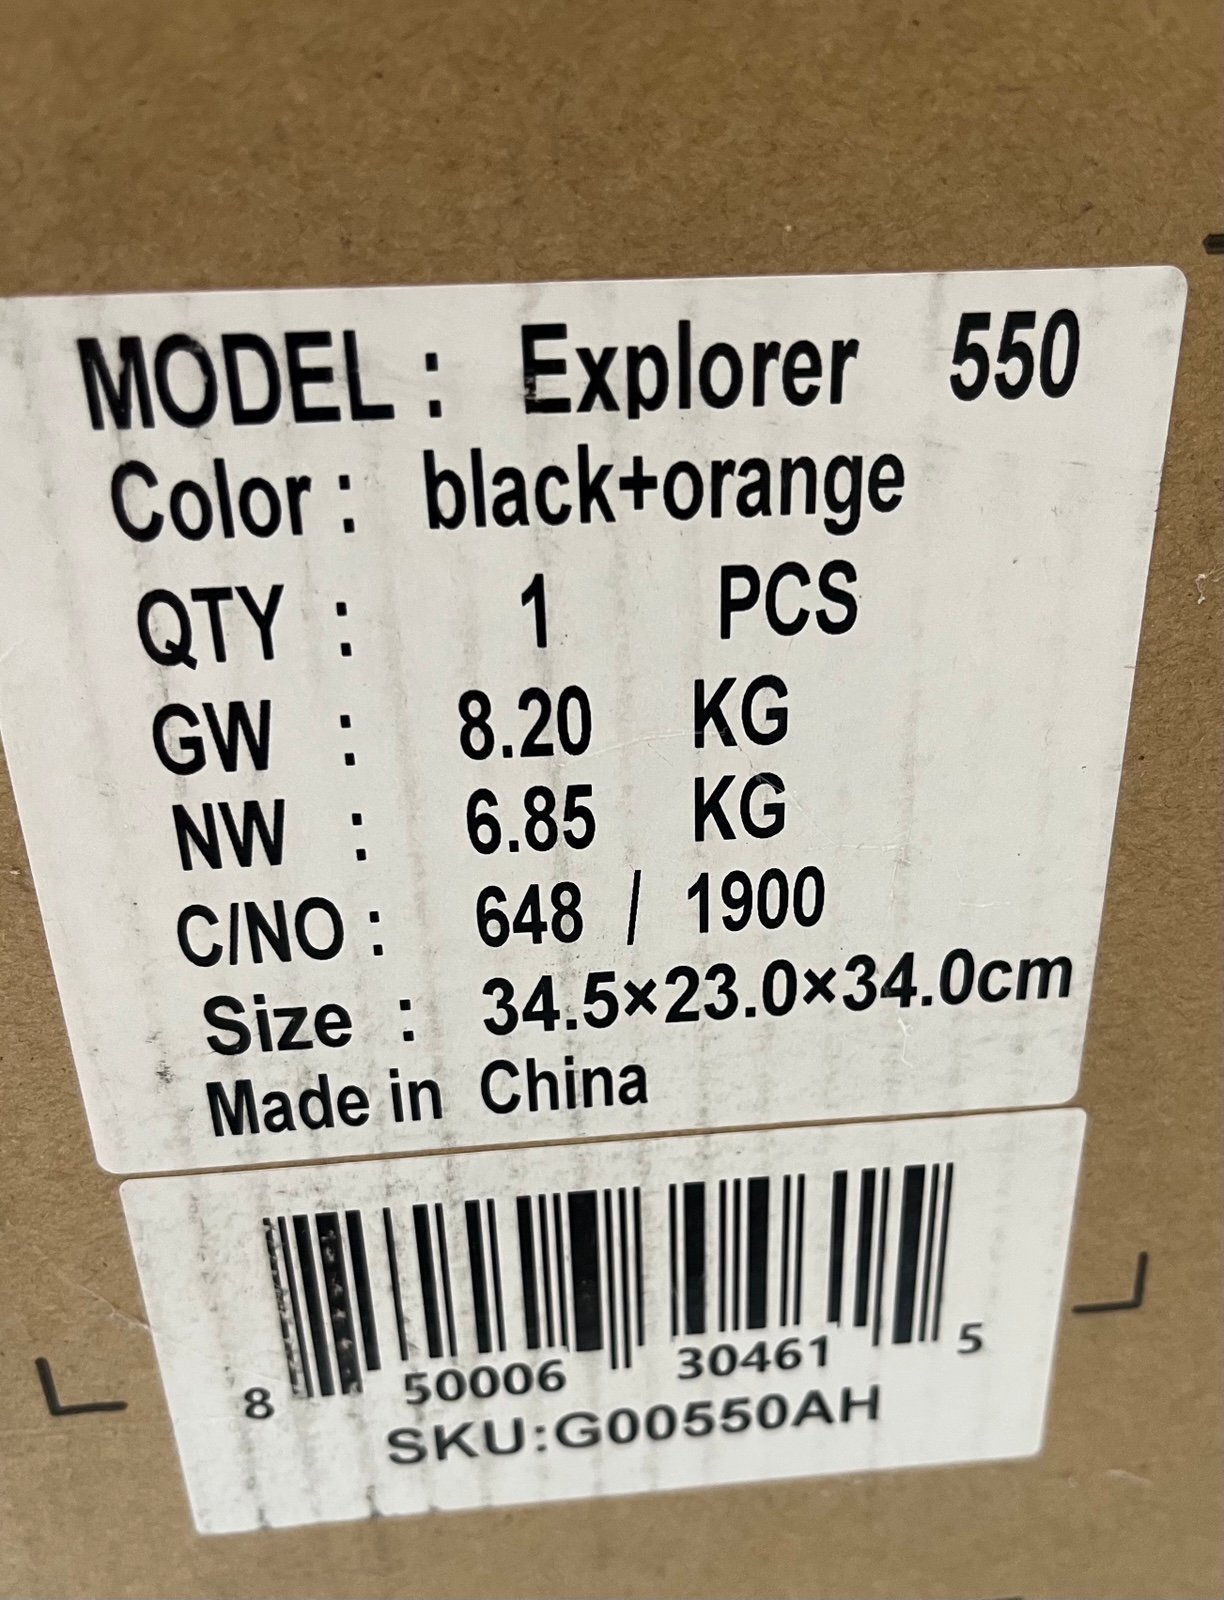 MODEL : Explorer 550
Color : black+orange
QTY : 1 PCS
GW : 8.20 KG
NW : 6.85 KG
C/NO : 648 / 1900
Size : 34.5×23.0×34.0cm
Made in China
8 50006 30461 5
SKU:G00550AH